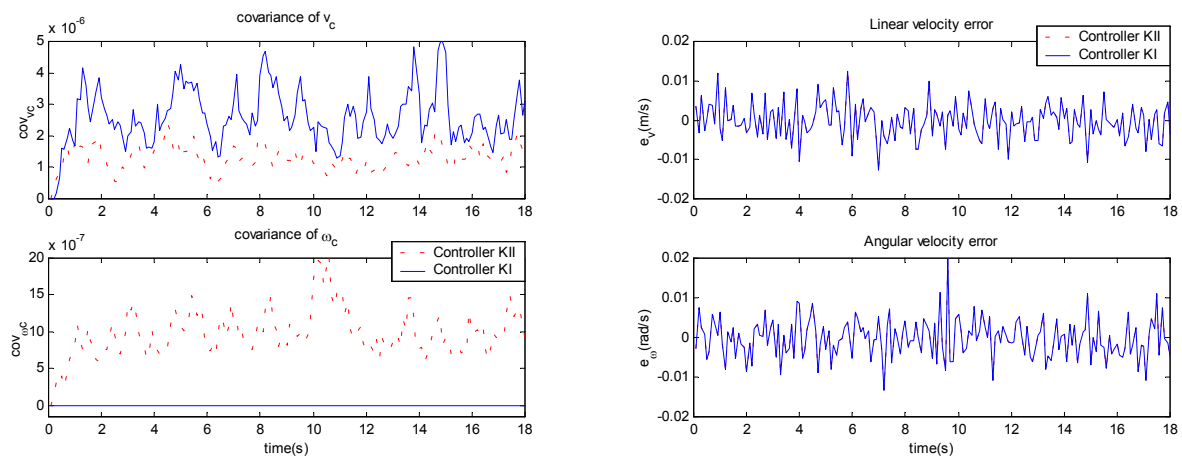 covariance of v_c
x 10^-6
5
4
3
2
1
0
cov_vc
0 2 4 6 8 10 12 14 16 18
covariance of ω_c
x 10^-7
20
15
10
5
0
cov_ωc
Controller KII
Controller KI
0 2 4 6 8 10 12 14 16 18
time(s)
Linear velocity error
0.02
0.01
0
-0.01
-0.02
e_v(m/s)
Controller KII
Controller KI
0 2 4 6 8 10 12 14 16 18
Angular velocity error
0.02
0.01
0
-0.01
-0.02
e_ω(rad/s)
0 2 4 6 8 10 12 14 16 18
time(s)